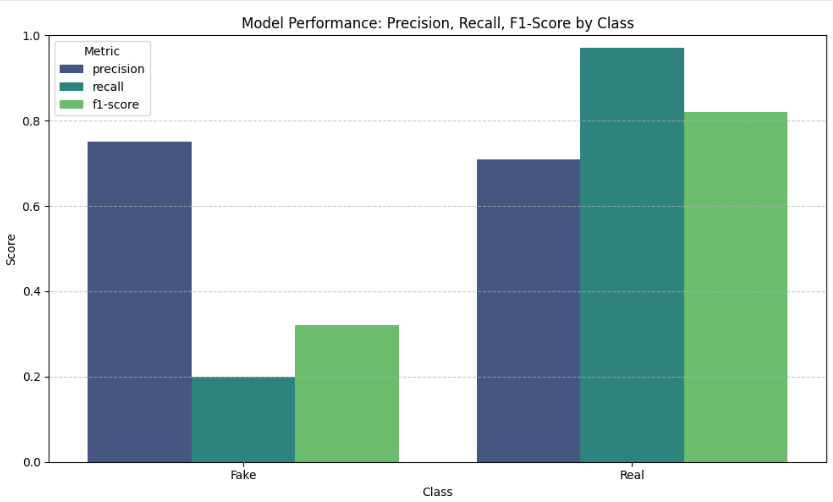 Model Performance: Precision, Recall, F1-Score by Class
Metric
precision
recall
f1-score
1.0
0.8
0.6
0.4
0.2
0.0
Score
Fake Real
Class